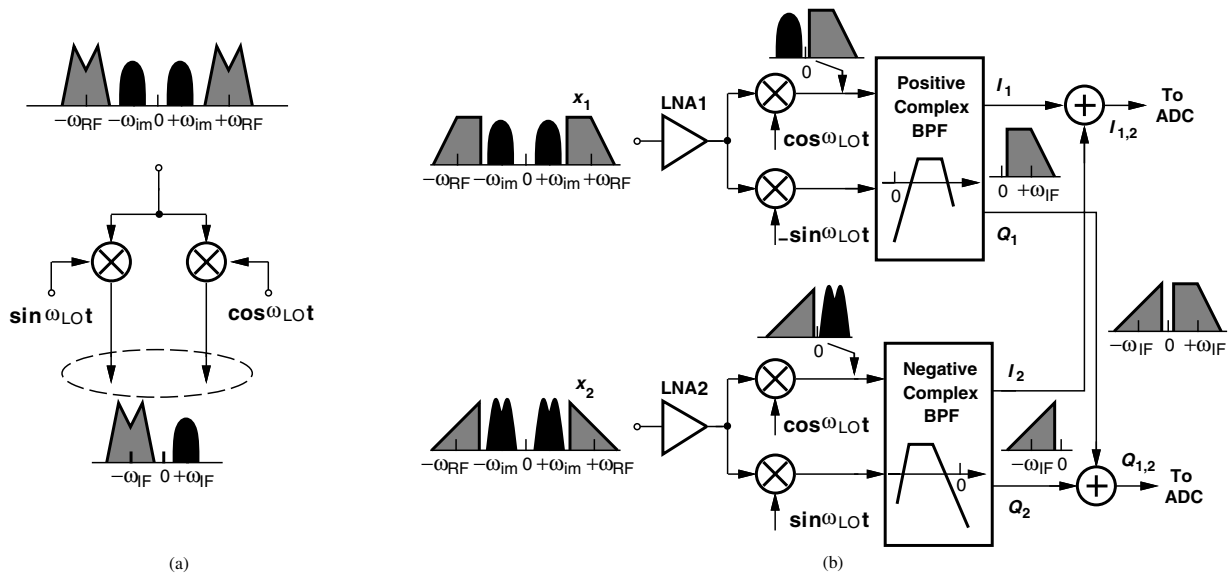 −ωRF −ωim 0 +ωim +ωRF
sin ωLOt
cosωLOt
−ωIF 0 +ωIF
(a)
x1
−ωRF −ωim 0 +ωim +ωRF
LNA1
0
cosωLOt
−sinωLOt
Positive
Complex
BPF
0
I1
Q1
0 +ωIF
+
I1,2
To
ADC
−ωIF 0 +ωIF
x2
−ωRF −ωim 0 +ωim +ωRF
LNA2
0
cosωLOt
sinωLOt
Negative
Complex
BPF
0
I2
Q2
−ωIF 0
+
Q1,2
To
ADC
(b)